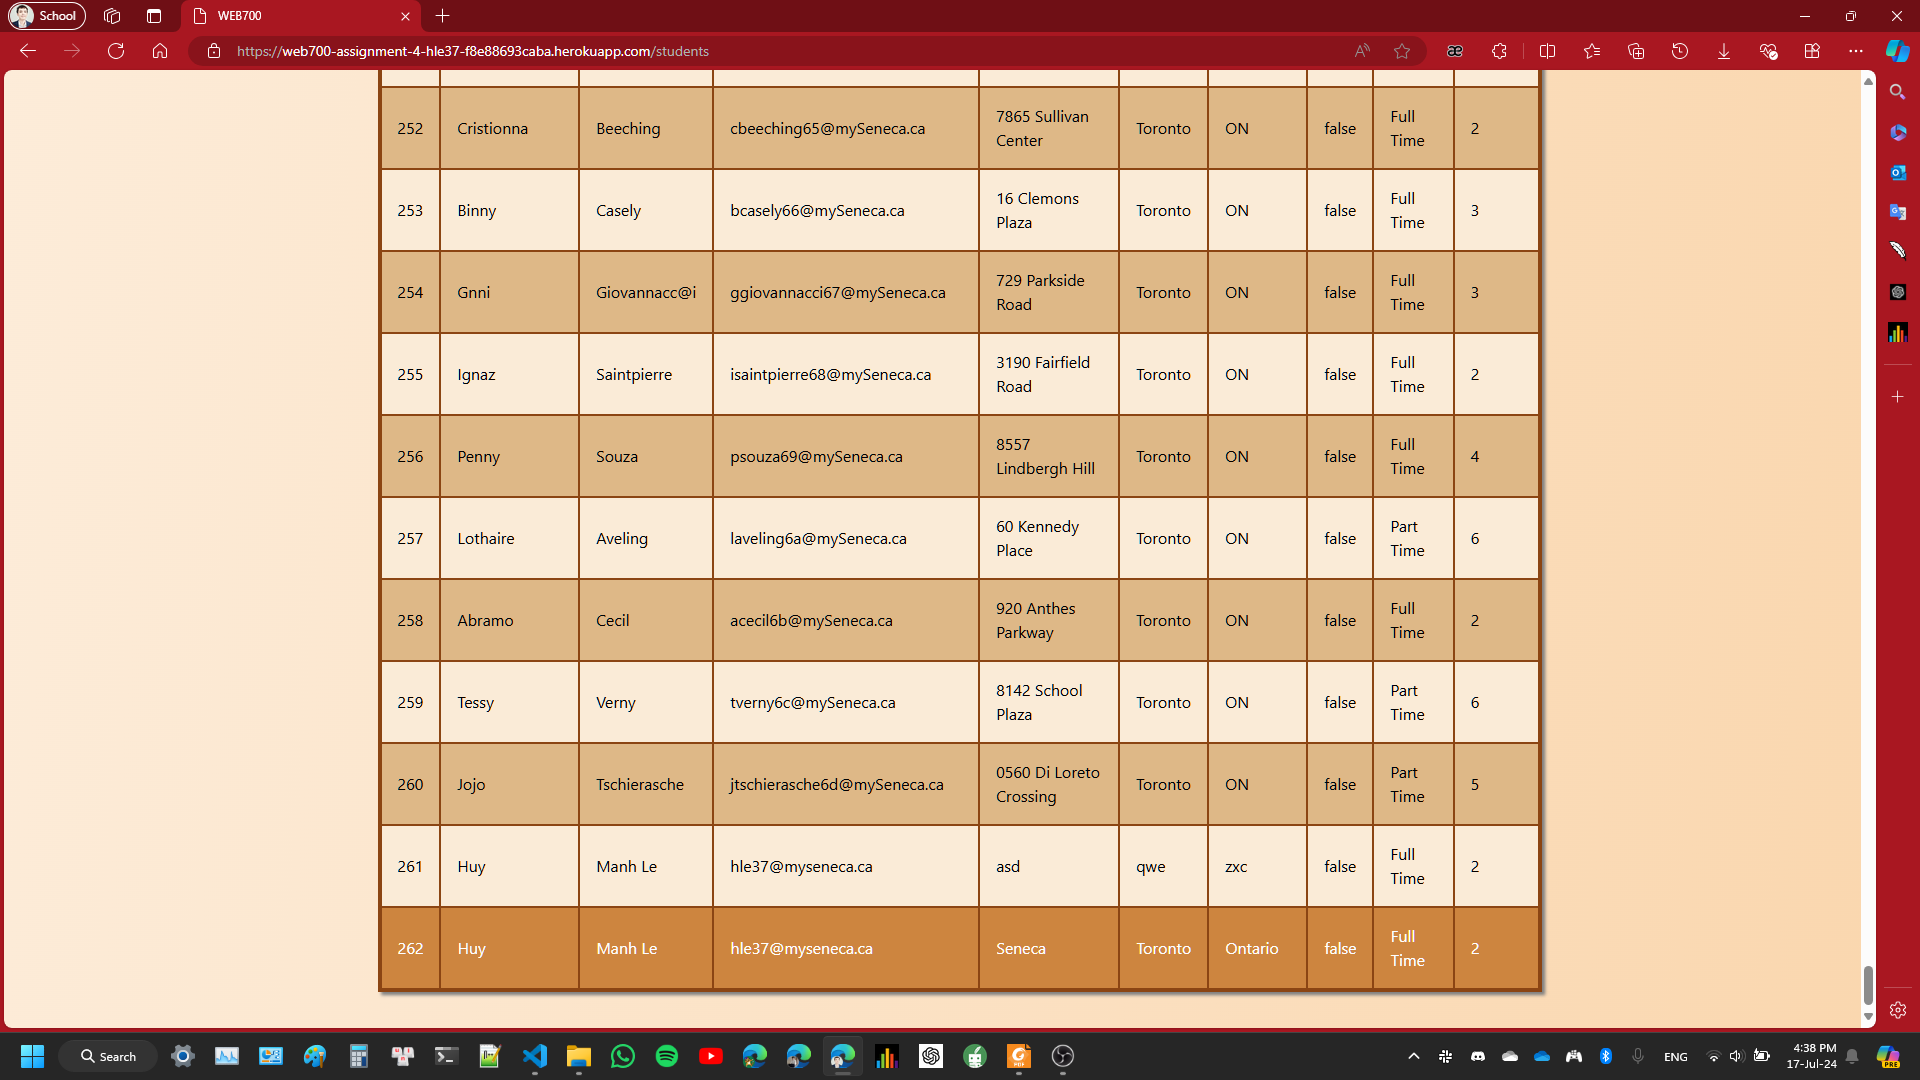 School
WEB700
https://web700-assignment-4-hle37-f8e88693caba.herokuapp.com/students
252 Cristionna Beeching cbeeching65@mySeneca.ca 7865 Sullivan Center Toronto ON false Full Time 2
253 Binny Casely bcasely66@mySeneca.ca 16 Clemons Plaza Toronto ON false Full Time 3
254 Gnni Giovannacc@i ggiovannacci67@mySeneca.ca 729 Parkside Road Toronto ON false Full Time 3
255 Ignaz Saintpierre isaintpierre68@mySeneca.ca 3190 Fairfield Road Toronto ON false Full Time 2
256 Penny Souza psouza69@mySeneca.ca 8557 Lindbergh Hill Toronto ON false Full Time 4
257 Lothaire Aveling laveling6a@mySeneca.ca 60 Kennedy Place Toronto ON false Part Time 6
258 Abramo Cecil acecil6b@mySeneca.ca 920 Anthes Parkway Toronto ON false Full Time 2
259 Tessy Verny tverny6c@mySeneca.ca 8142 School Plaza Toronto ON false Part Time 6
260 Jojo Tschierasche jtschierasche6d@mySeneca.ca 0560 Di Loreto Crossing Toronto ON false Part Time 5
261 Huy Manh Le hle37@myseneca.ca asd qwe zxc false Full Time 2
262 Huy Manh Le hle37@myseneca.ca Seneca Toronto Ontario false Full Time 2
Search
ENG
4:38 PM
17-Jul-24
PRE